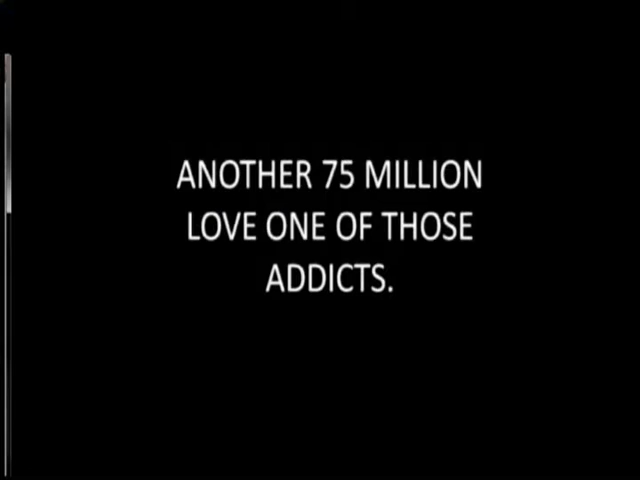 ANOTHER 75 MILLION
LOVE ONE OF THOSE
ADDICTS.